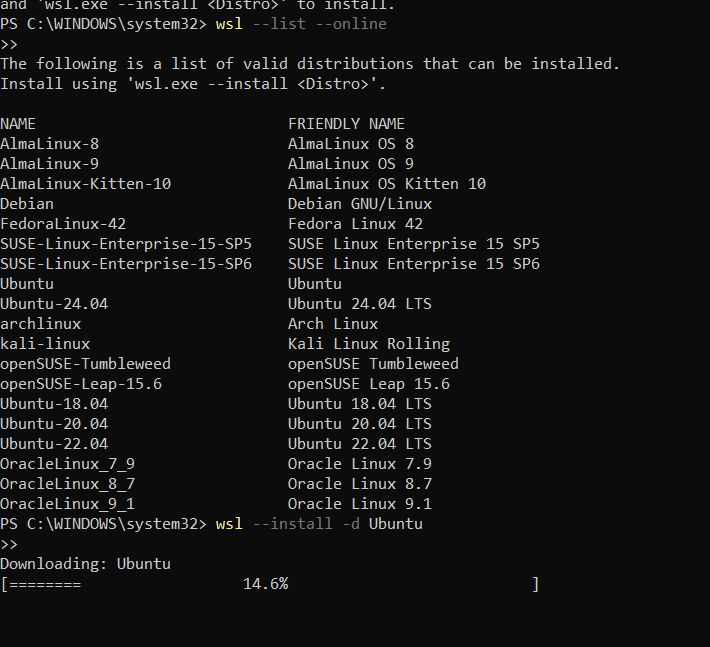 and 'wsl.exe --install <Distro>' to install.
PS C:\WINDOWS\system32> wsl --list --online
>>
The following is a list of valid distributions that can be installed.
Install using 'wsl.exe --install <Distro>'.
NAME FRIENDLY NAME
AlmaLinux-8 AlmaLinux OS 8
AlmaLinux-9 AlmaLinux OS 9
AlmaLinux-Kitten-10 AlmaLinux OS Kitten 10
Debian Debian GNU/Linux
FedoraLinux-42 Fedora Linux 42
SUSE-Linux-Enterprise-15-SP5 SUSE Linux Enterprise 15 SP5
SUSE-Linux-Enterprise-15-SP6 SUSE Linux Enterprise 15 SP6
Ubuntu Ubuntu
Ubuntu-24.04 Ubuntu 24.04 LTS
archlinux Arch Linux
kali-linux Kali Linux Rolling
openSUSE-Tumbleweed openSUSE Tumbleweed
openSUSE-Leap-15.6 openSUSE Leap 15.6
Ubuntu-18.04 Ubuntu 18.04 LTS
Ubuntu-20.04 Ubuntu 20.04 LTS
Ubuntu-22.04 Ubuntu 22.04 LTS
OracleLinux_7_9 Oracle Linux 7.9
OracleLinux_8_7 Oracle Linux 8.7
OracleLinux_9_1 Oracle Linux 9.1
PS C:\WINDOWS\system32> wsl --install -d Ubuntu
>>
Downloading: Ubuntu
[======== 14.6% ]